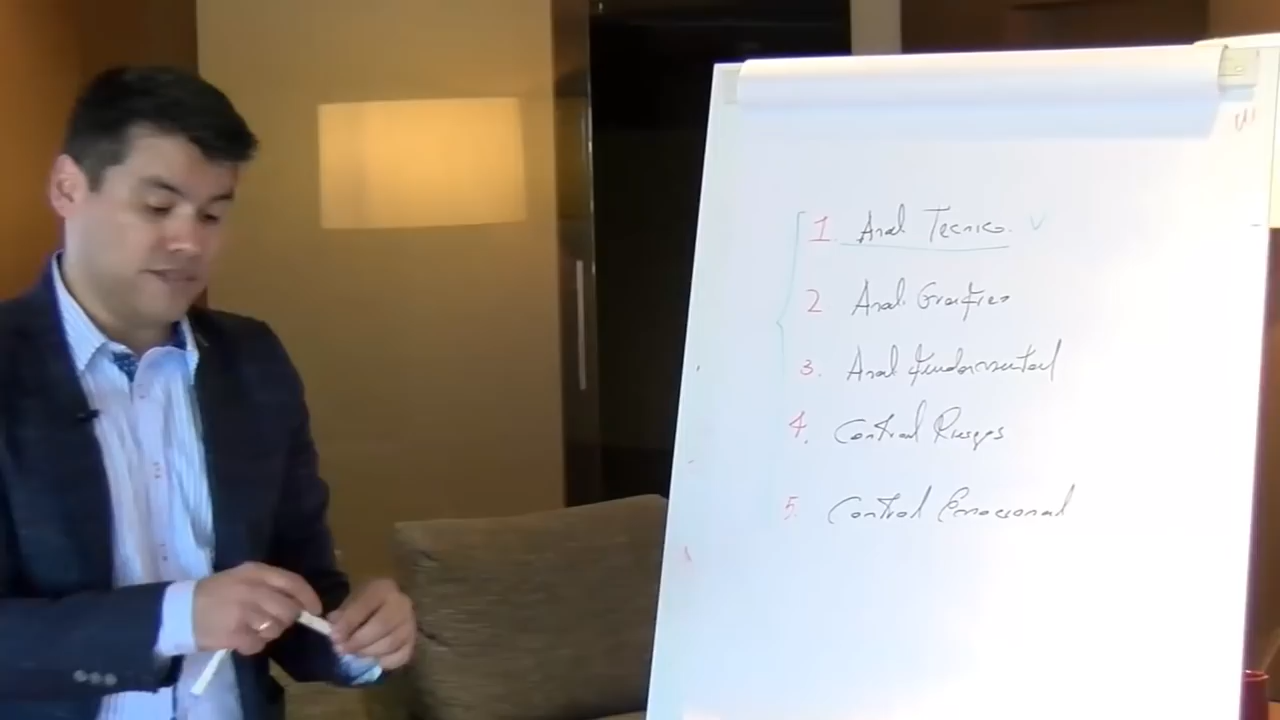 1. Anal Tecnico.
2 Anal. Grafico
3. Anal fundamental
4. Control Riesgos
5. Control Emocional